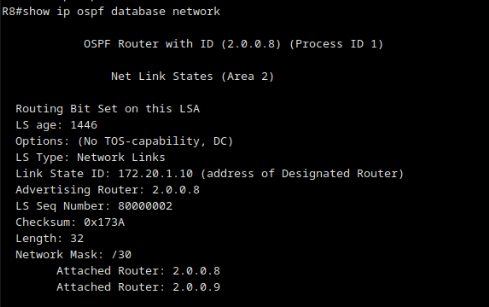 R8#show ip ospf database network
OSPF Router with ID (2.0.0.8) (Process ID 1)
Net Link States (Area 2)
Routing Bit Set on this LSA
LS age: 1446
Options: (No TOS-capability, DC)
LS Type: Network Links
Link State ID: 172.20.1.10 (address of Designated Router)
Advertising Router: 2.0.0.8
LS Seq Number: 80000002
Checksum: 0x173A
Length: 32
Network Mask: /30
Attached Router: 2.0.0.8
Attached Router: 2.0.0.9